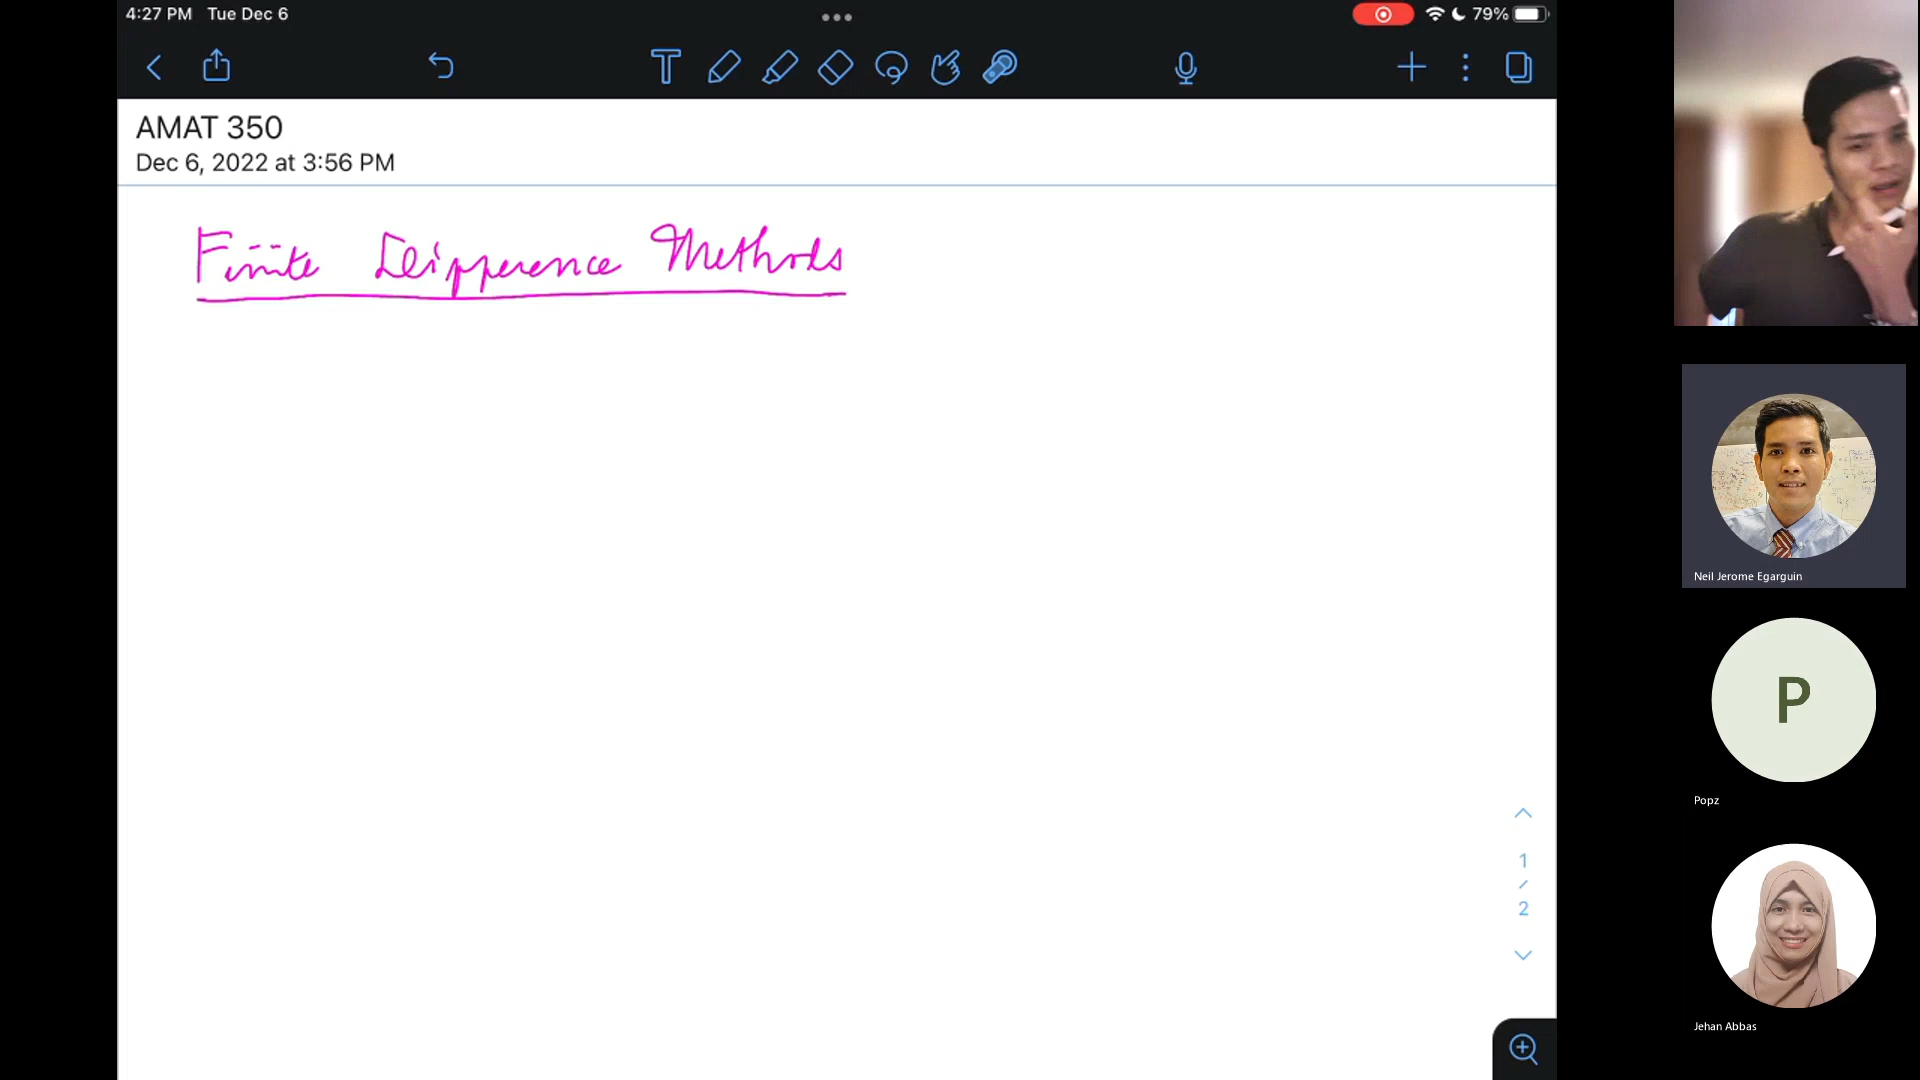 4:27 PM Tue Dec 6
79%
AMAT 350
Dec 6, 2022 at 3:56 PM
Finite Difference Methods
1
/
2
Neil Jerome Egarguin
P
Popz
Jehan Abbas